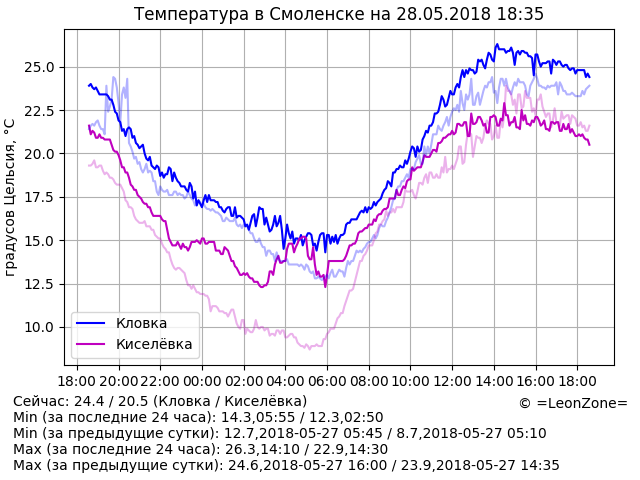 Температура в Смоленске на 28.05.2018 18:35
градусов Цельсия, °C
25.0
22.5
20.0
17.5
15.0
12.5
10.0
Кловка
Киселёвка
18:00 20:00 22:00 00:00 02:00 04:00 06:00 08:00 10:00 12:00 14:00 16:00 18:00
Сейчас: 24.4 / 20.5 (Кловка / Киселёвка)
© =LeonZone=
Min (за последние 24 часа): 14.3,05:55 / 12.3,02:50
Min (за предыдущие сутки): 12.7,2018-05-27 05:45 / 8.7,2018-05-27 05:10
Max (за последние 24 часа): 26.3,14:10 / 22.9,14:30
Max (за предыдущие сутки): 24.6,2018-05-27 16:00 / 23.9,2018-05-27 14:35